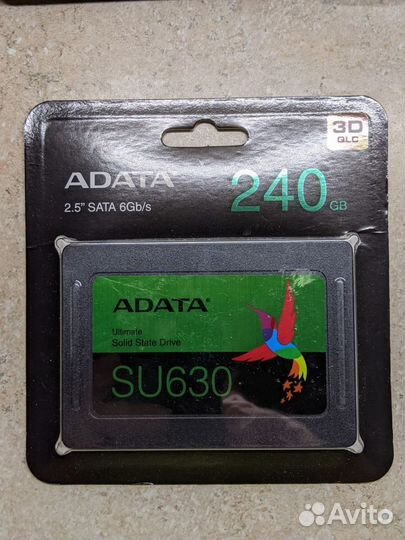 3D
QLC
ADATA
240 GB
2.5" SATA 6Gb/s
ADATA®
Ultimate
Solid State Drive
SU630
Avito